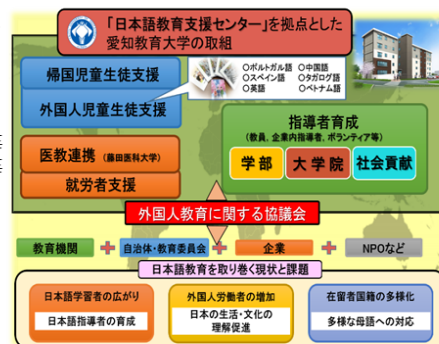 「日本語教育支援センター」を拠点とした
愛知教育大学の取組
帰国児童生徒支援
外国人児童生徒支援
○ポルトガル語 ○中国語
○スペイン語 ○タガログ語
○英語 ○ベトナム語
医教連携（藤田医科大学）
就労者支援
指導者育成
（教員、企業内指導者、ボランティア等）
学部 大学院 社会貢献
外国人教育に関する協議会
教育機関 + 自治体・教育委員会 + 企業 + NPOなど
日本語教育を取り巻く現状と課題
日本語学習者の広がり
日本語指導者の育成
外国人労働者の増加
日本の生活・文化の
理解促進
在留者国籍の多様化
多様な母語への対応